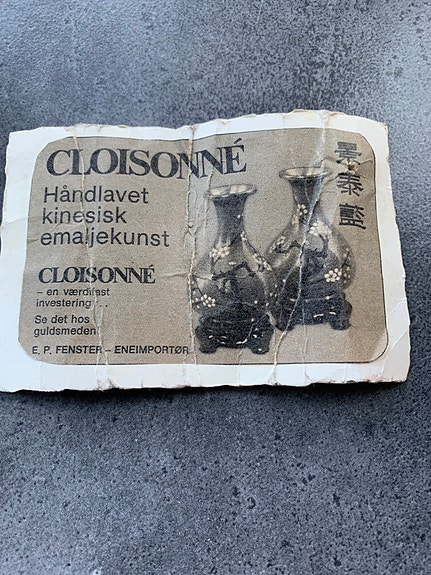 CLOISONNÉ
Håndlavet
kinesisk
emaljekunst
CLOISONNÉ
– en værdifast
investering . . .
Se det hos
guldsmeden
E. P. FENSTER – ENEIMPORTØR
景泰藍